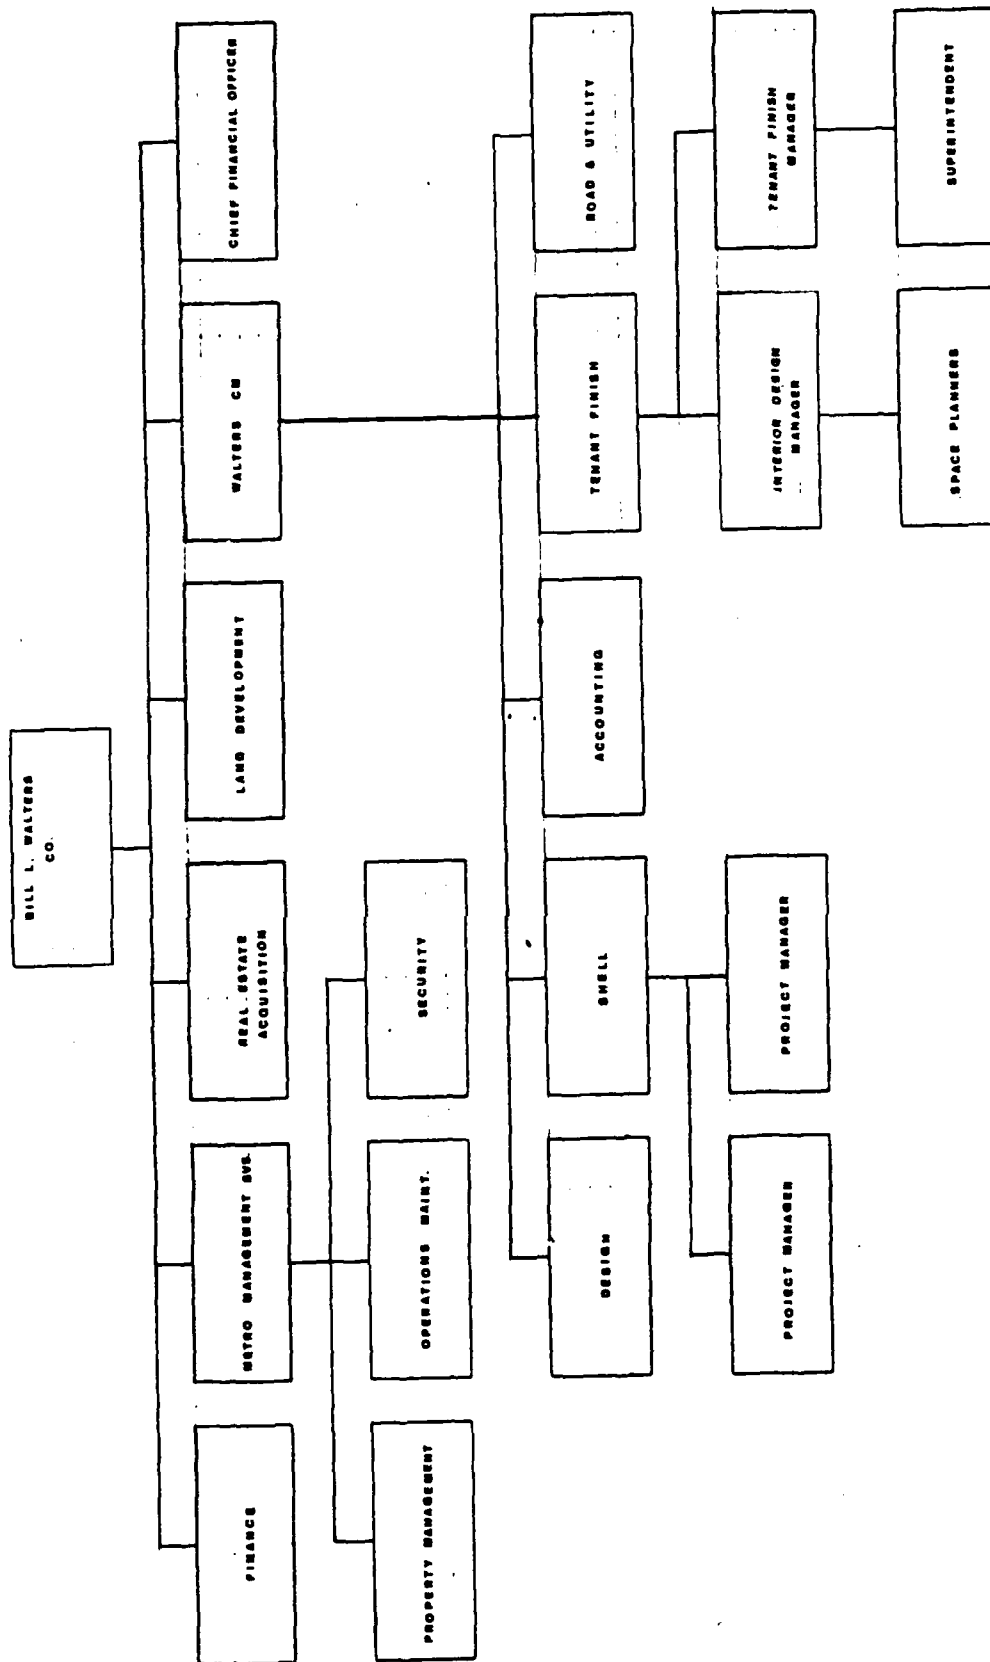 BILL L. WALTERS
CO.
FINANCE
METRO MANAGEMENT SVS.
REAL ESTATE
ACQUISITION
LAND DEVELOPMENT
WALTERS CM
CHIEF FINANCIAL OFFICER
PROPERTY MANAGEMENT
OPERATIONS MAINT.
SECURITY
DESIGN
SHELL
ACCOUNTING
TENANT FINISH
ROAD & UTILITY
PROJECT MANAGER
PROJECT MANAGER
INTERIOR DESIGN
MANAGER
TENANT FINISH
MANAGER
SPACE PLANNERS
SUPERINTENDENT